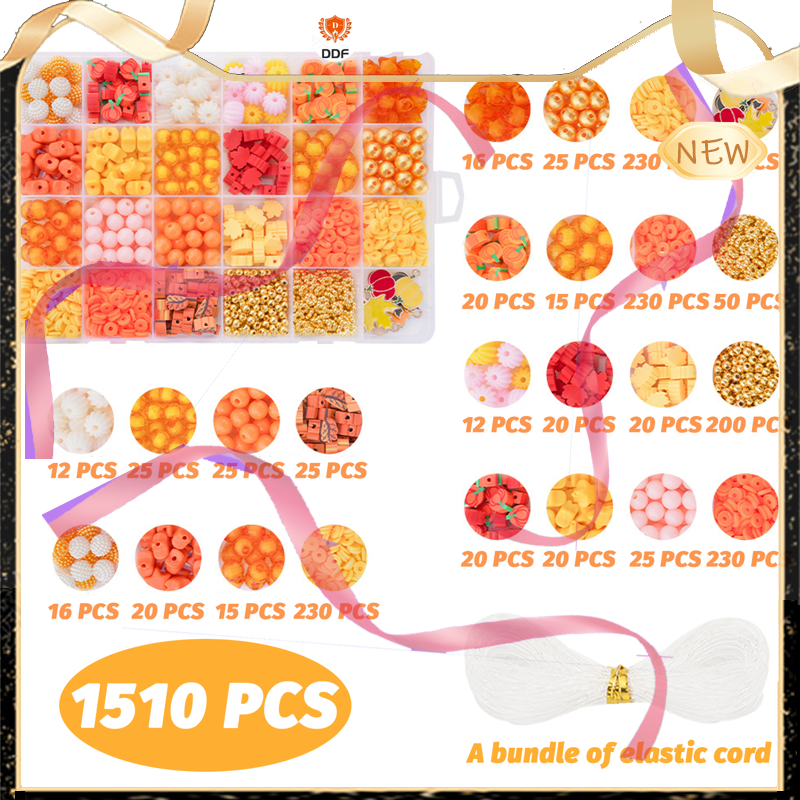 D
DDF
16 PCS 25 PCS 230 CS
NEW
20 PCS 15 PCS 230 PCS 50 PCS
12 PCS 20 PCS 20 PCS 200 PC
12 PCS 25 PCS 25 PCS 25 PCS
20 PCS 20 PCS 25 PCS 230 PCS
16 PCS 20 PCS 15 PCS 230 PCS
1510 PCS
A bundle of elastic cord